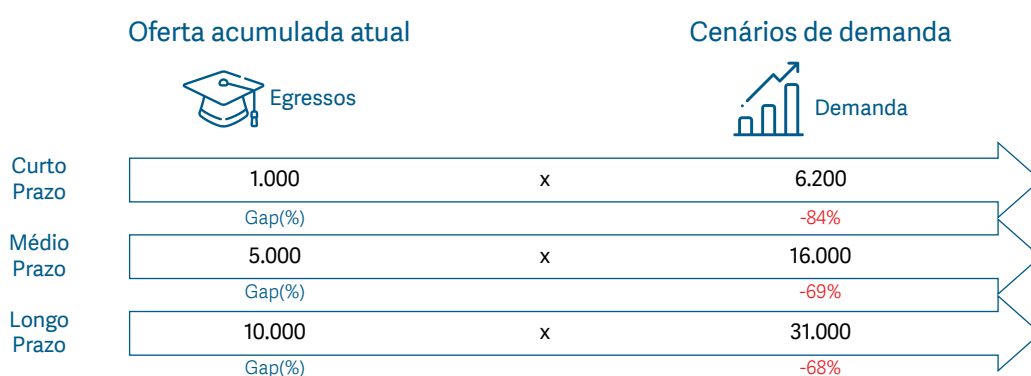 Oferta acumulada atual
Cenários de demanda
Egressos
Demanda
Curto
Prazo
1.000 x 6.200
Gap(%) -84%
Médio
Prazo
5.000 x 16.000
Gap(%) -69%
Longo
Prazo
10.000 x 31.000
Gap(%) -68%